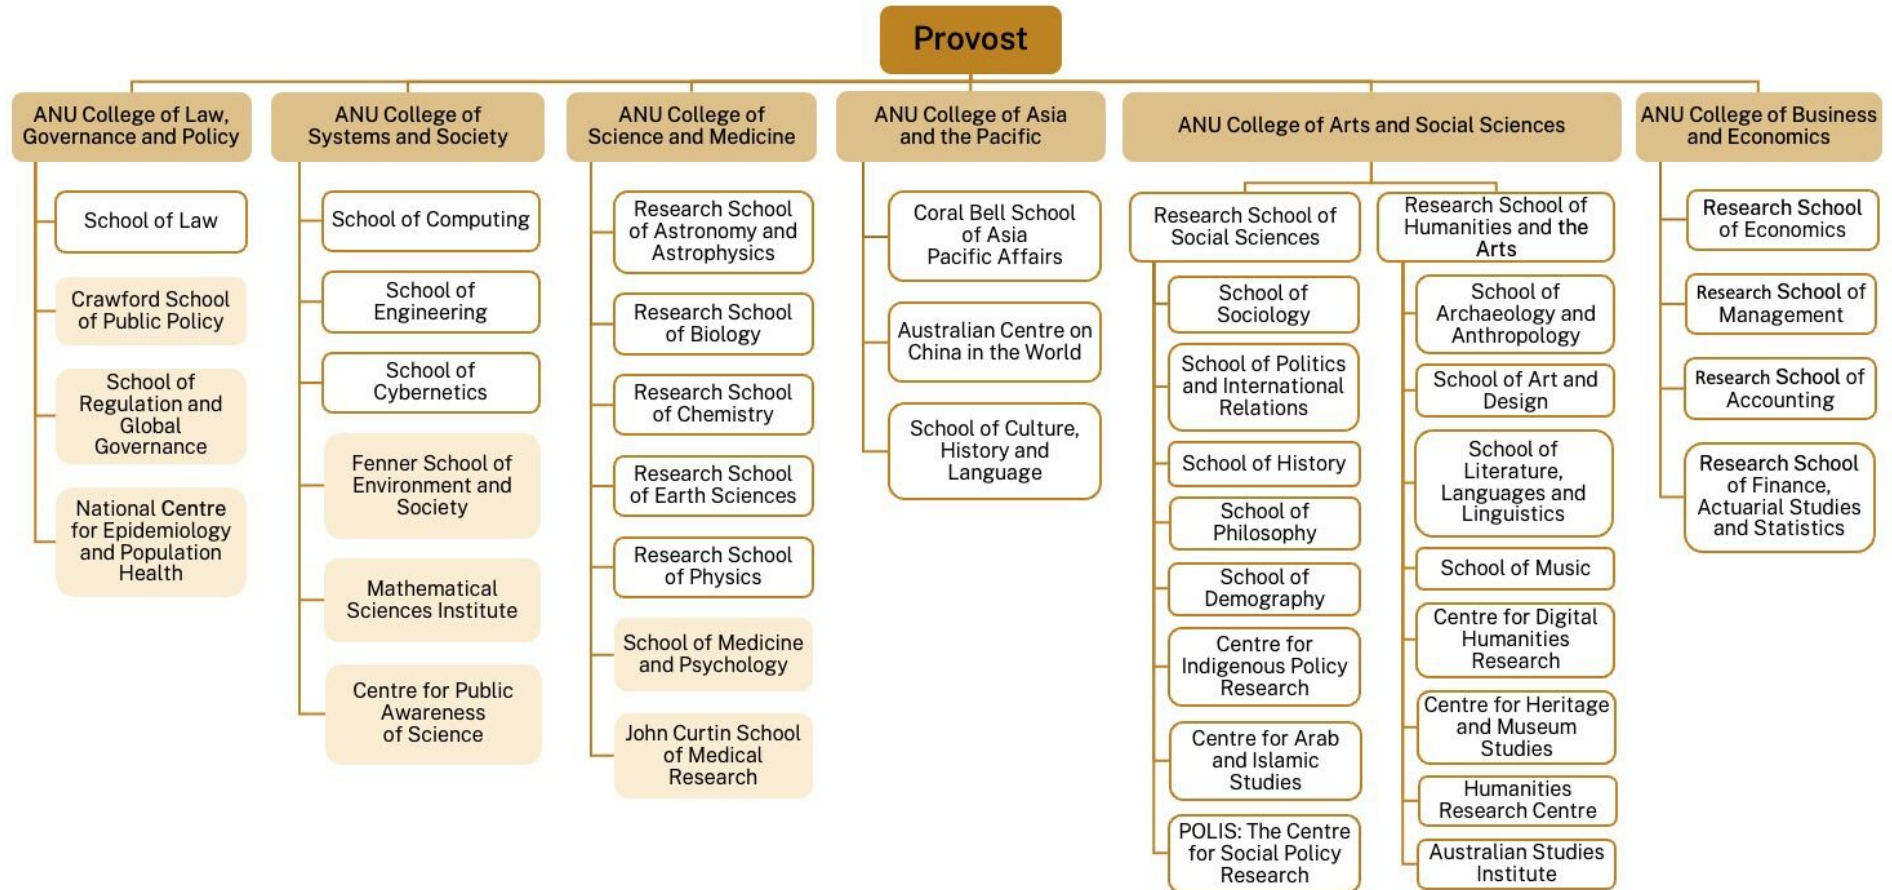 Provost
ANU College of Law,
Governance and Policy
School of Law
Crawford School
of Public Policy
School of
Regulation and
Global
Governance
National Centre
for Epidemiology
and Population
Health
ANU College of
Systems and Society
School of Computing
School of
Engineering
School of
Cybernetics
Fenner School of
Environment and
Society
Mathematical
Sciences Institute
Centre for Public
Awareness
of Science
ANU College of
Science and Medicine
Research School
of Astronomy and
Astrophysics
Research School
of Biology
Research School
of Chemistry
Research School
of Earth Sciences
Research School
of Physics
School of Medicine
and Psychology
John Curtin School
of Medical
Research
ANU College of Asia
and the Pacific
Coral Bell School
of Asia
Pacific Affairs
Australian Centre on
China in the World
School of Culture,
History and
Language
ANU College of Arts and Social Sciences
Research School of
Social Sciences
School of
Sociology
School of Politics
and International
Relations
School of History
School of
Philosophy
School of
Demography
Centre for
Indigenous Policy
Research
Centre for Arab
and Islamic
Studies
POLIS: The Centre
for Social Policy
Research
Research School of
Humanities and the
Arts
School of
Archaeology and
Anthropology
School of Art and
Design
School of
Literature,
Languages and
Linguistics
School of Music
Centre for Digital
Humanities
Research
Centre for Heritage
and Museum
Studies
Humanities
Research Centre
Australian Studies
Institute
ANU College of Business
and Economics
Research School
of Economics
Research School of
Management
Research School of
Accounting
Research School
of Finance,
Actuarial Studies
and Statistics